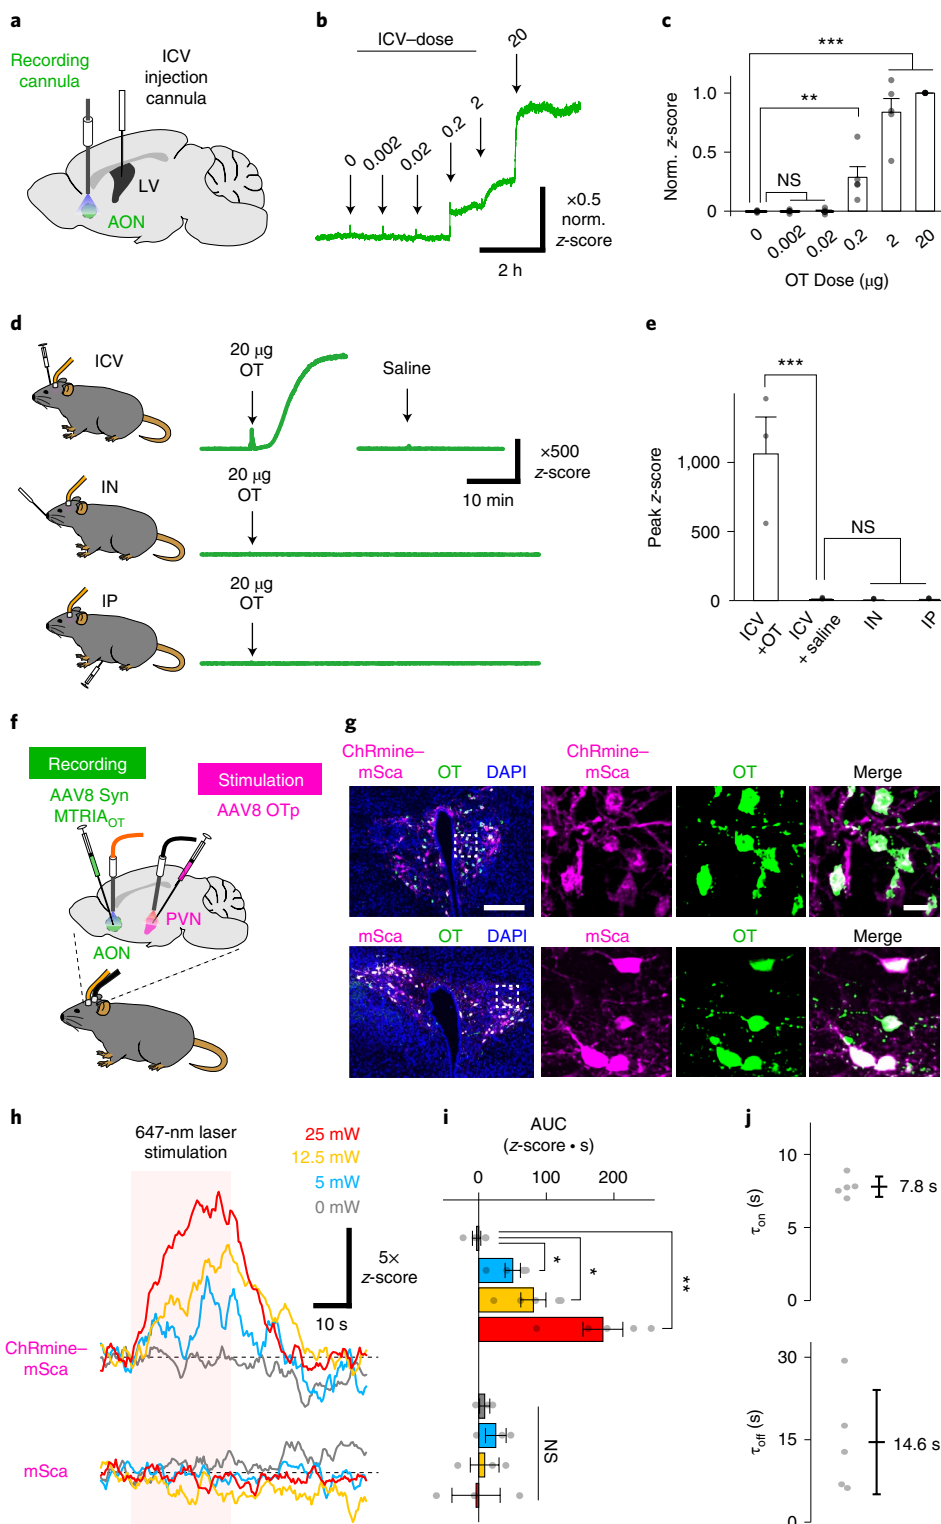 a
Recording
cannula
ICV
injection
cannula
LV
AON
b
ICV–dose
0
0.002
0.02
0.2
2
20
×0.5
norm.
z-score
2 h
c
***
**
NS
Norm. z-score
1.0
0.5
0
0
0.002
0.02
0.2
2
20
OT Dose (μg)
d
ICV
20 μg
OT
Saline
×500
z-score
10 min
IN
20 μg
OT
IP
20 μg
OT
e
***
NS
Peak z-score
1,000
500
0
ICV
+OT
ICV
+ saline
IN
IP
f
Recording
Stimulation
AAV8 Syn
MTRIAOT
AAV8 OTp
PVN
AON
g
ChRmine–
mSca
OT
DAPI
ChRmine–
mSca
OT
Merge
mSca
OT
DAPI
mSca
OT
Merge
h
647-nm laser
stimulation
25 mW
12.5 mW
5 mW
0 mW
5×
z-score
10 s
ChRmine–
mSca
mSca
i
AUC
(z-score • s)
0
100
200
*
*
**
NS
j
10
5
0
τon (s)
7.8 s
30
15
0
τoff (s)
14.6 s